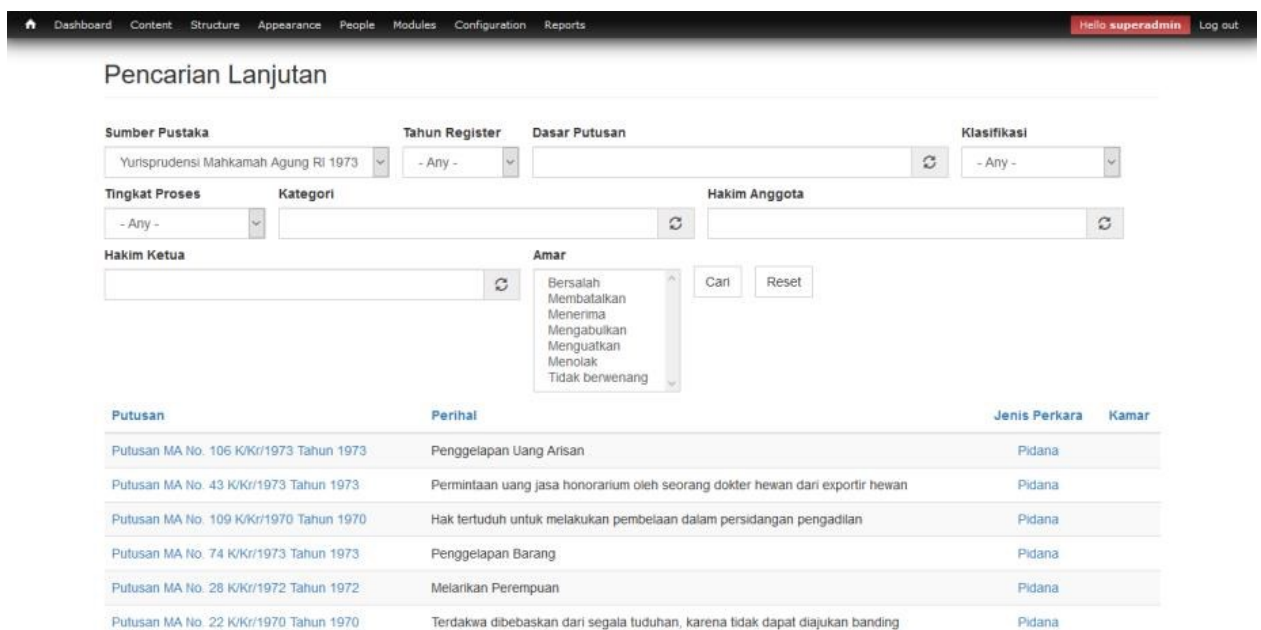 Dashboard Content Structure Appearance People Modules Configuration Reports Hello superadmin Log out
Pencarian Lanjutan
Sumber Pustaka Tahun Register Dasar Putusan Klasifikasi
Yurisprudensi Mahkamah Agung RI 1973 - Any - - Any -
Tingkat Proses Kategori Hakim Anggota
- Any -
Hakim Ketua Amar
Bersalah Cari Reset
Membatalkan
Menerima
Mengabulkan
Menguatkan
Menolak
Tidak berwenang
Putusan Perihal Jenis Perkara Kamar
Putusan MA No. 106 K/Kr/1973 Tahun 1973 Penggelapan Uang Arisan Pidana
Putusan MA No. 43 K/Kr/1973 Tahun 1973 Permintaan uang jasa honorarium oleh seorang dokter hewan dari exportir hewan Pidana
Putusan MA No. 109 K/Kr/1970 Tahun 1970 Hak tertuduh untuk melakukan pembelaan dalam persidangan pengadilan Pidana
Putusan MA No. 74 K/Kr/1973 Tahun 1973 Penggelapan Barang Pidana
Putusan MA No. 28 K/Kr/1972 Tahun 1972 Melarikan Perempuan Pidana
Putusan MA No. 22 K/Kr/1970 Tahun 1970 Terdakwa dibebaskan dari segala tuduhan, karena tidak dapat diajukan banding Pidana